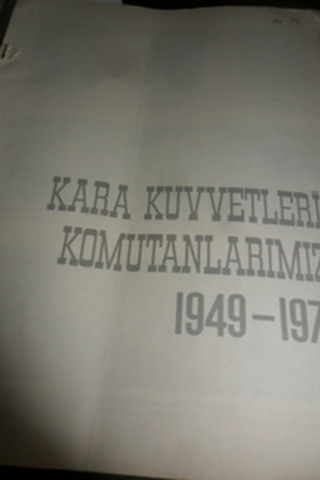 KARA KUVVETLERİ
KOMUTANLARIMIZ
1949-197